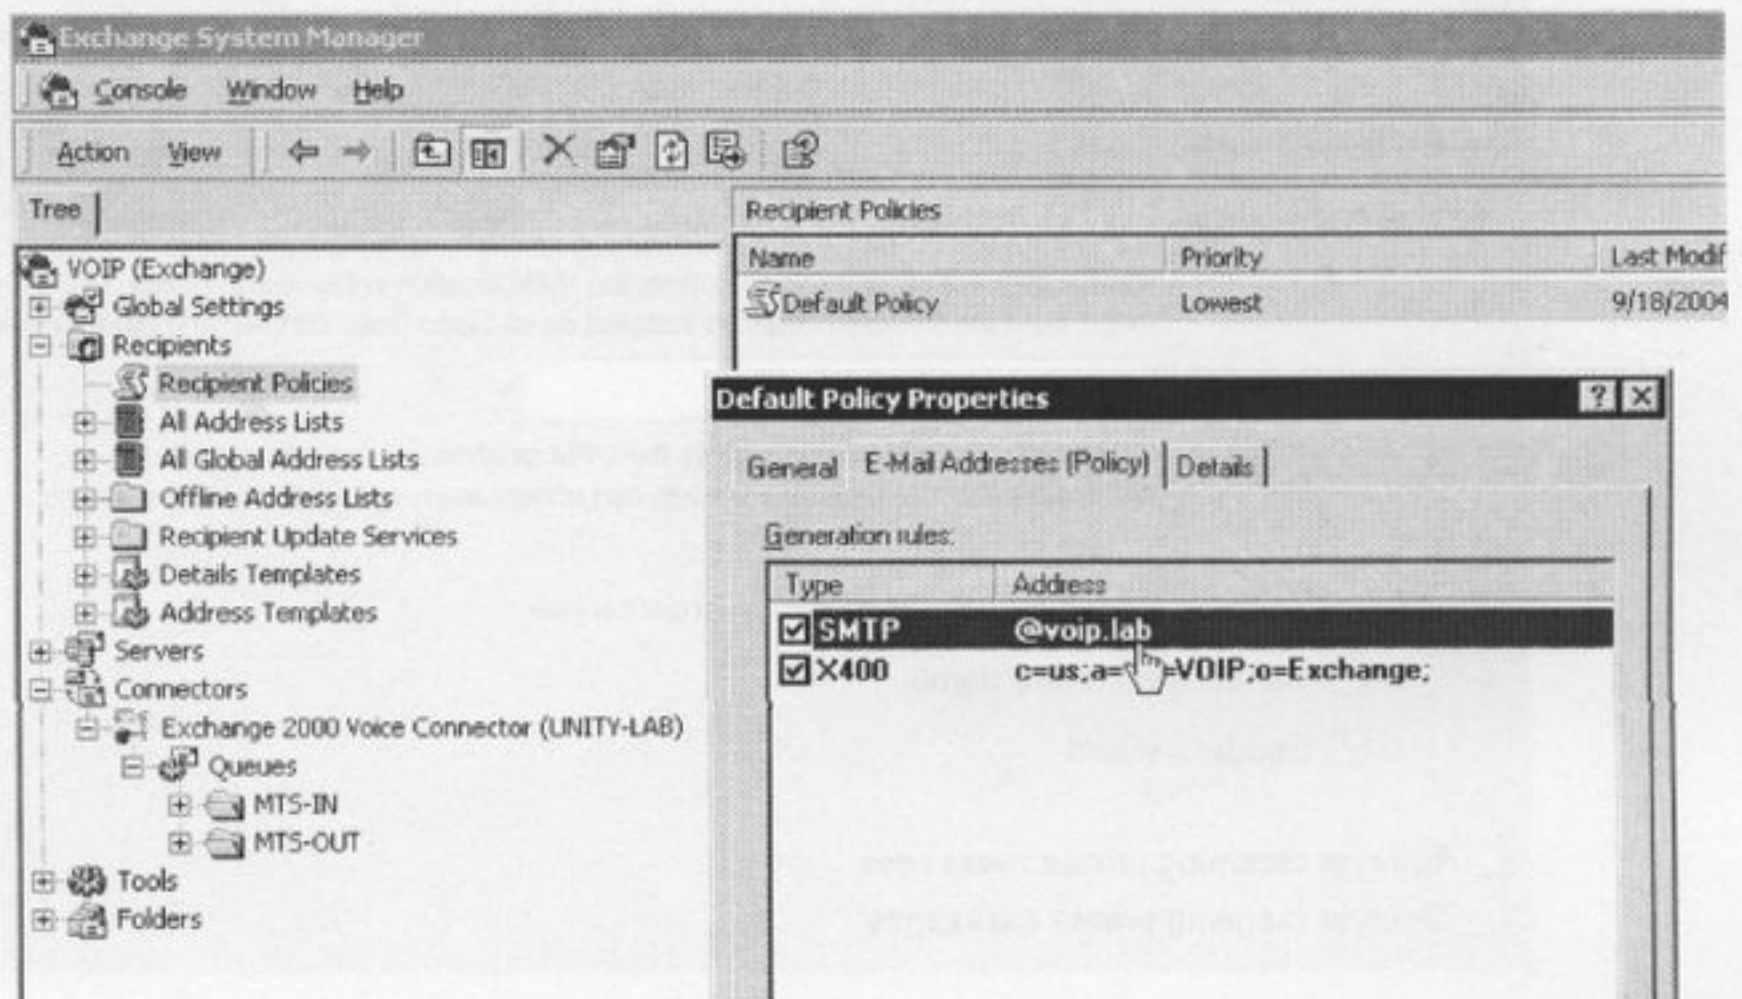 Exchange System Manager
Console Window Help
Action View
Tree
VOIP (Exchange)
Global Settings
Recipients
Recipient Policies
All Address Lists
All Global Address Lists
Offline Address Lists
Recipient Update Services
Details Templates
Address Templates
Servers
Connectors
Exchange 2000 Voice Connector (UNITY-LAB)
Queues
MTS-IN
MTS-OUT
Tools
Folders
Recipient Policies
Name Priority Last Modif
Default Policy Lowest 9/18/2004
Default Policy Properties
General E-Mail Addresses (Policy) Details
Generation rules:
Type Address
SMTP @voip.lab
X400 c=us;a= =VOIP;o=Exchange;